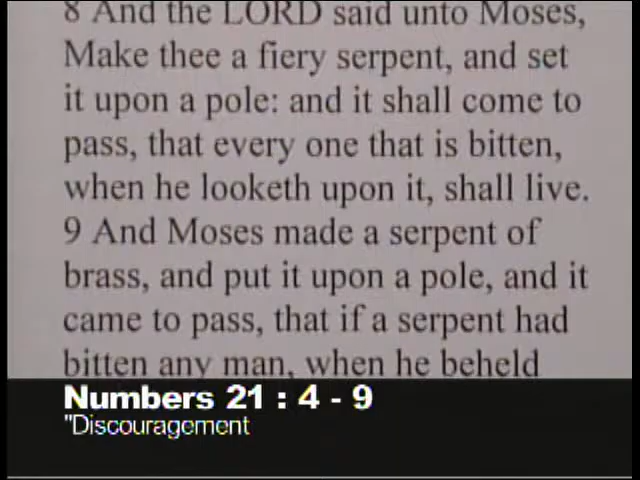 8 And the LORD said unto Moses,
Make thee a fiery serpent, and set
it upon a pole: and it shall come to
pass, that every one that is bitten,
when he looketh upon it, shall live.
9 And Moses made a serpent of
brass, and put it upon a pole, and it
came to pass, that if a serpent had
bitten any man, when he beheld
Numbers 21 : 4 - 9
"Discouragement